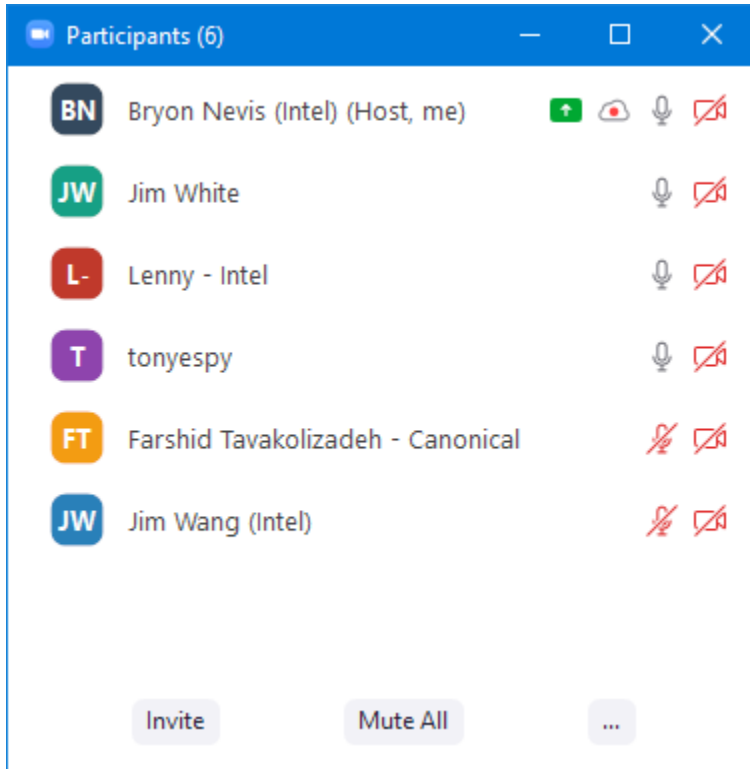 Participants (6)
BN Bryon Nevis (Intel) (Host, me)
JW Jim White
L- Lenny - Intel
T tonyespy
FT Farshid Tavakolizadeh - Canonical
JW Jim Wang (Intel)
Invite Mute All ...